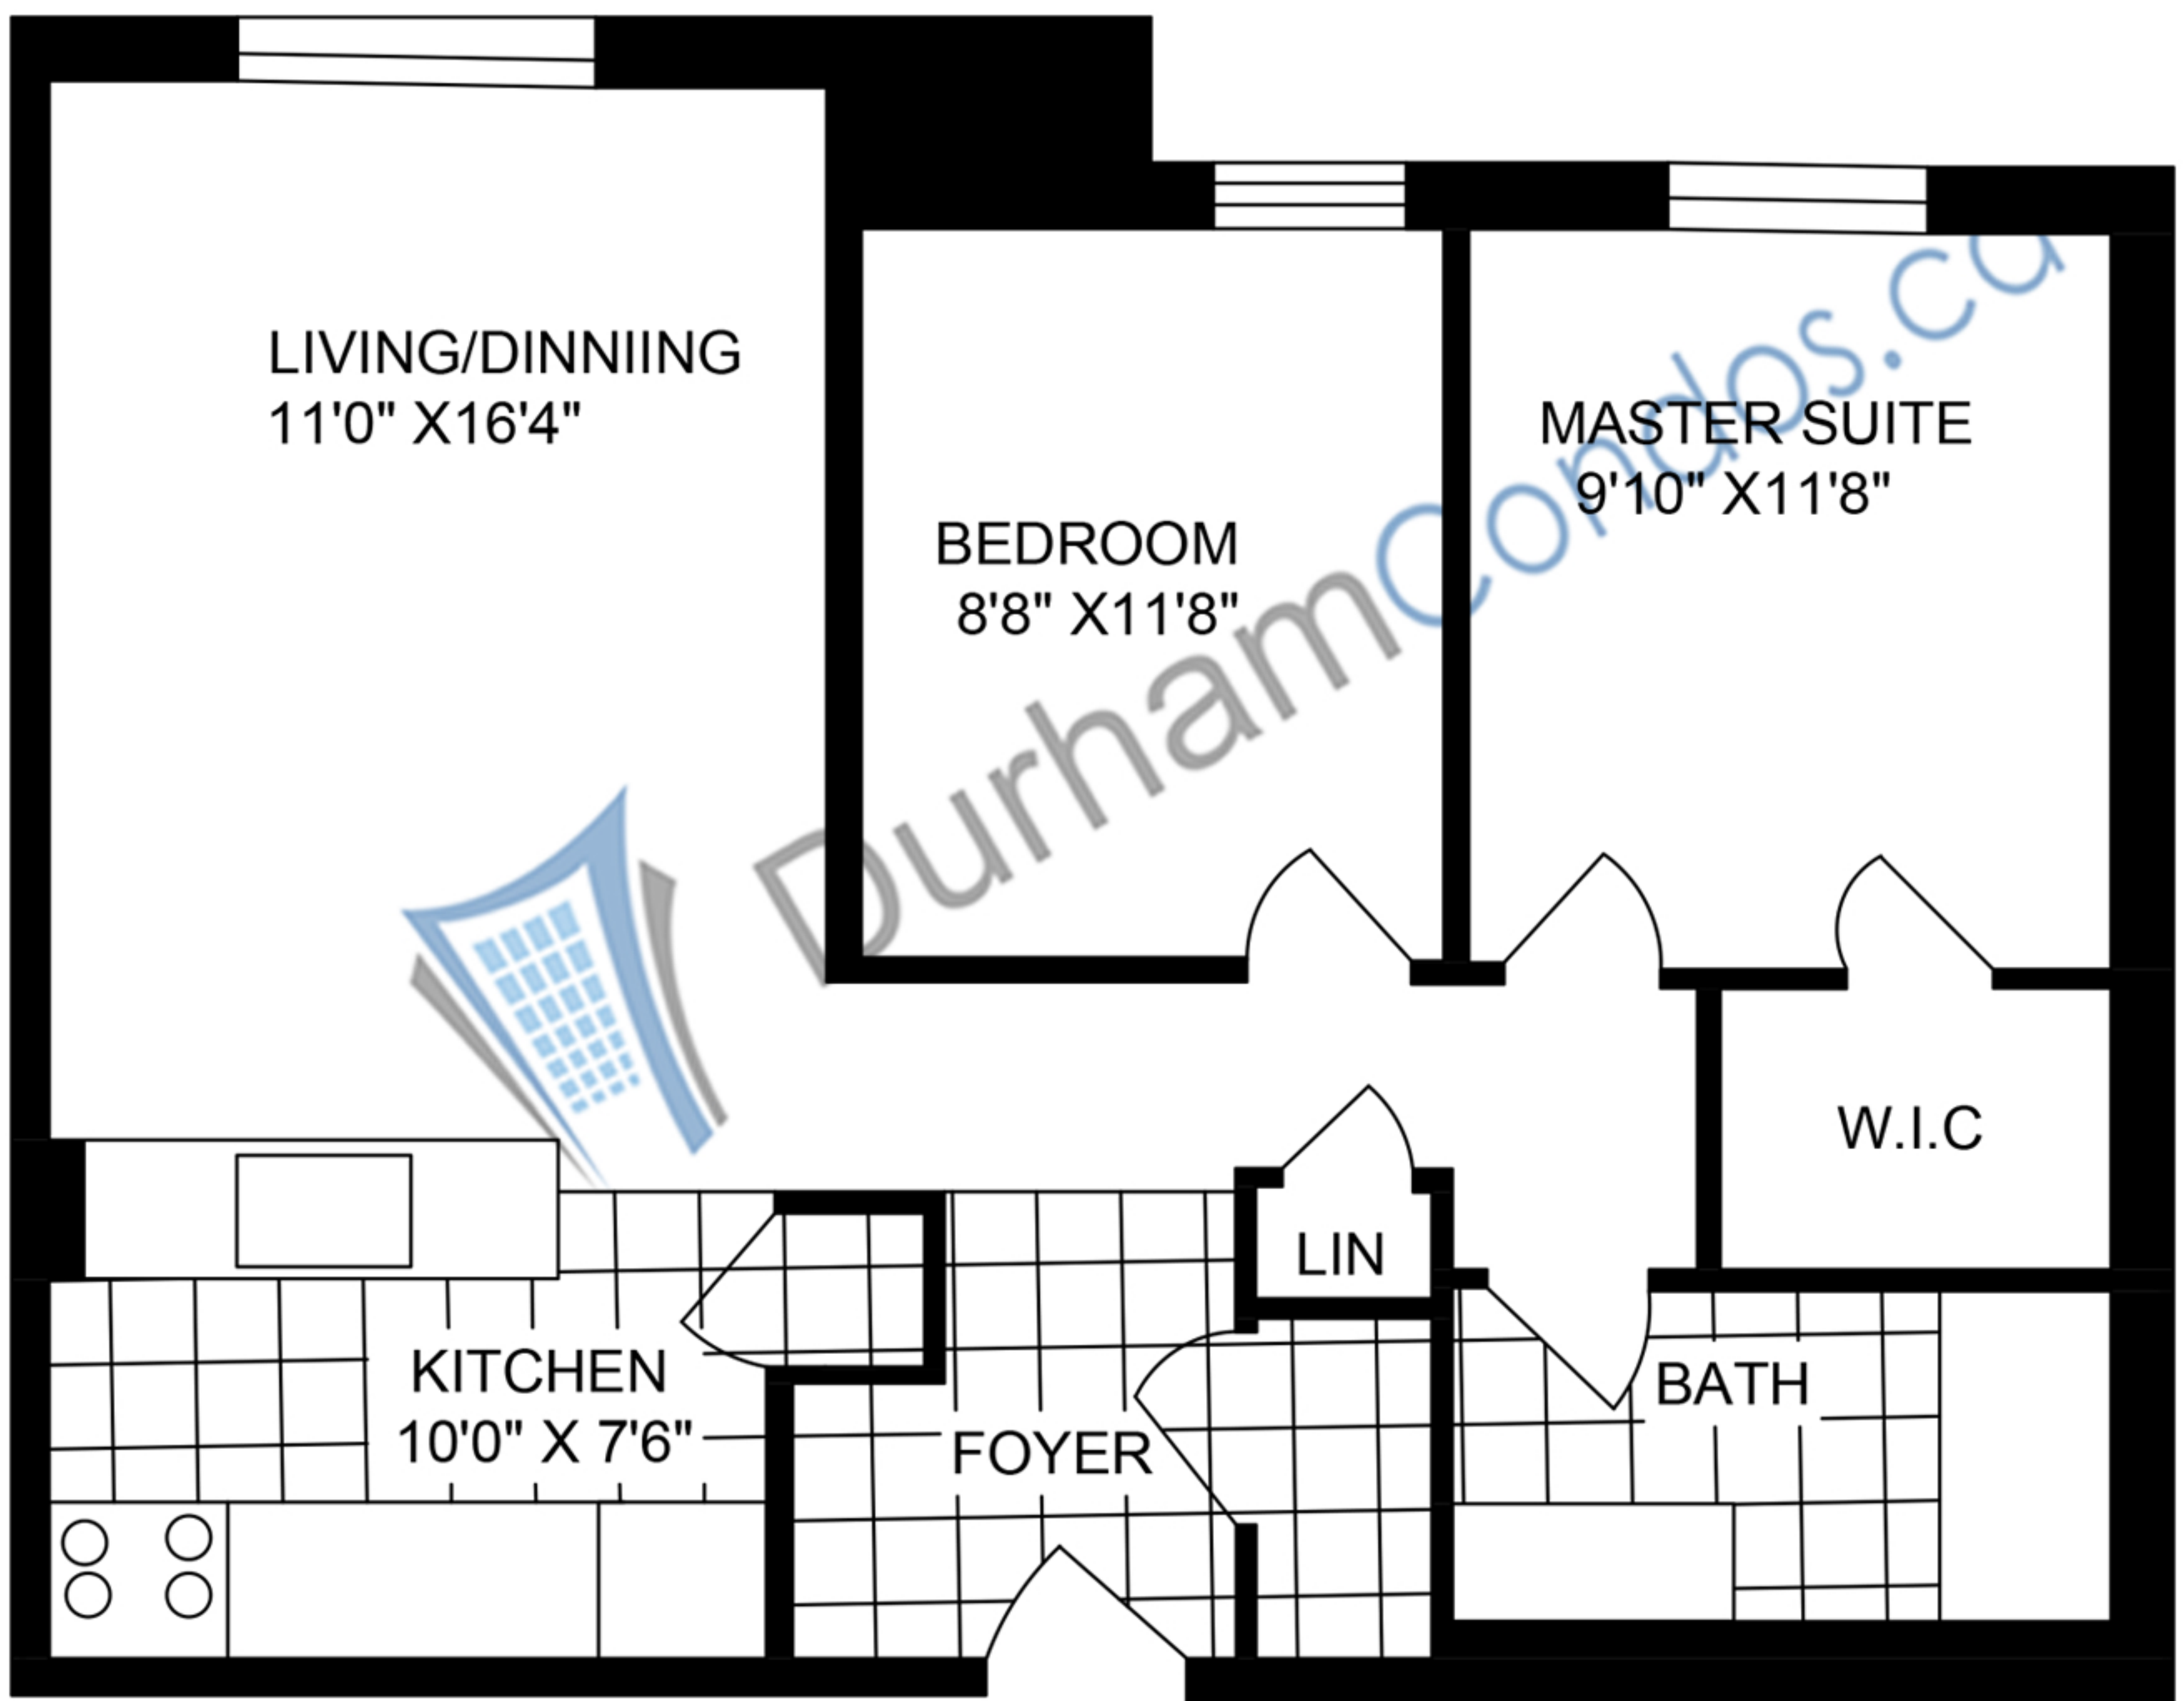 LIVING/DINNIING
11'0" X16'4"
MASTER SUITE
9'10" X11'8"
BEDROOM
8'8" X11'8"
DurhamCondos.ca
W.I.C
LIN
KITCHEN
10'0" X 7'6"
BATH
FOYER